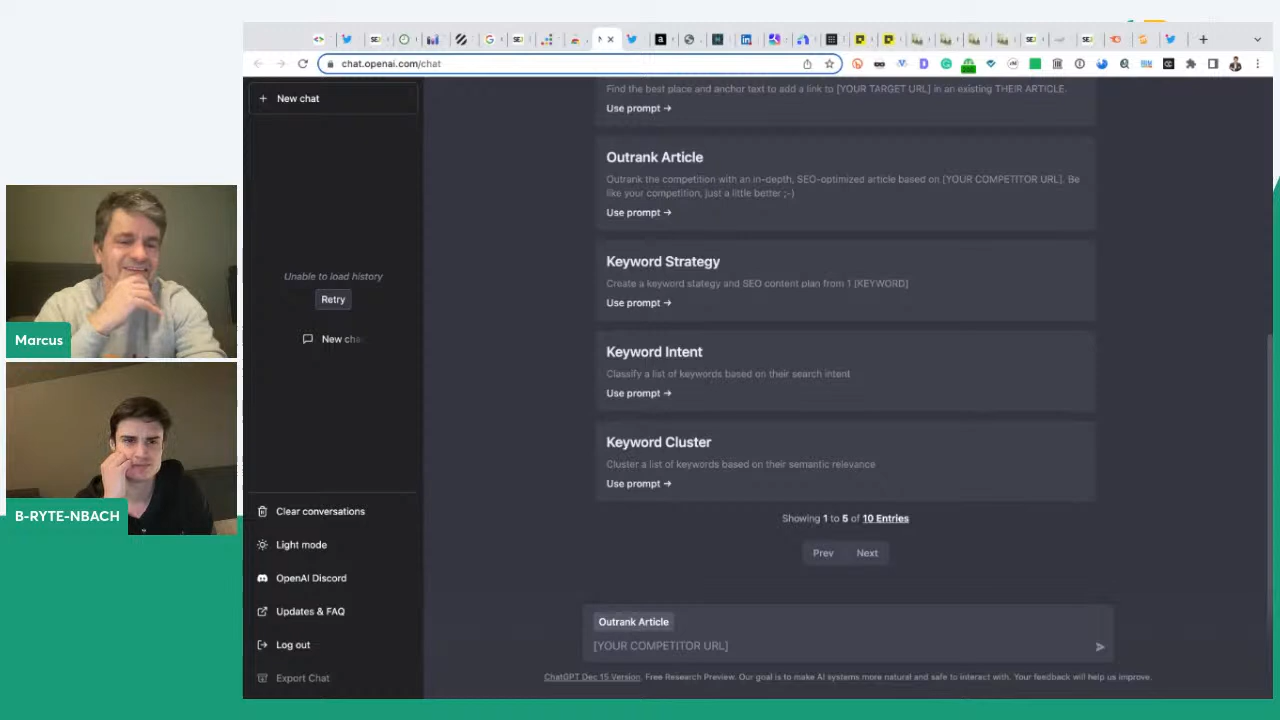 chat.openai.com/chat
New chat
Unable to load history
Retry
New cha
Clear conversations
Light mode
OpenAI Discord
Updates & FAQ
Log out
Export Chat
Find the best place and anchor text to add a link to [YOUR TARGET URL] in an existing THEIR ARTICLE.
Use prompt →
Outrank Article
Outrank the competition with an in-depth, SEO-optimized article based on [YOUR COMPETITOR URL]. Be
like your competition, just a little better ;-)
Use prompt →
Keyword Strategy
Create a keyword stategy and SEO content plan from 1 [KEYWORD]
Use prompt →
Keyword Intent
Classify a list of keywords based on their search intent
Use prompt →
Keyword Cluster
Cluster a list of keywords based on their semantic relevance
Use prompt →
Showing 1 to 5 of 10 Entries
Prev Next
Outrank Article
[YOUR COMPETITOR URL]
ChatGPT Dec 15 Version. Free Research Preview. Our goal is to make AI systems more natural and safe to interact with. Your feedback will help us improve.
Marcus
B-RYTE-NBACH